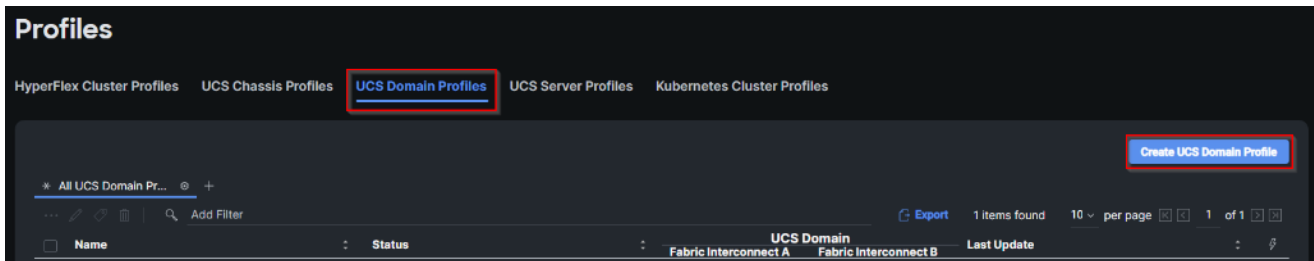 Profiles
HyperFlex Cluster Profiles UCS Chassis Profiles UCS Domain Profiles UCS Server Profiles Kubernetes Cluster Profiles
Create UCS Domain Profile
All UCS Domain Pr... +
... Add Filter Export 1 items found 10 per page 1 of 1
UCS Domain
Name Status Fabric Interconnect A Fabric Interconnect B Last Update